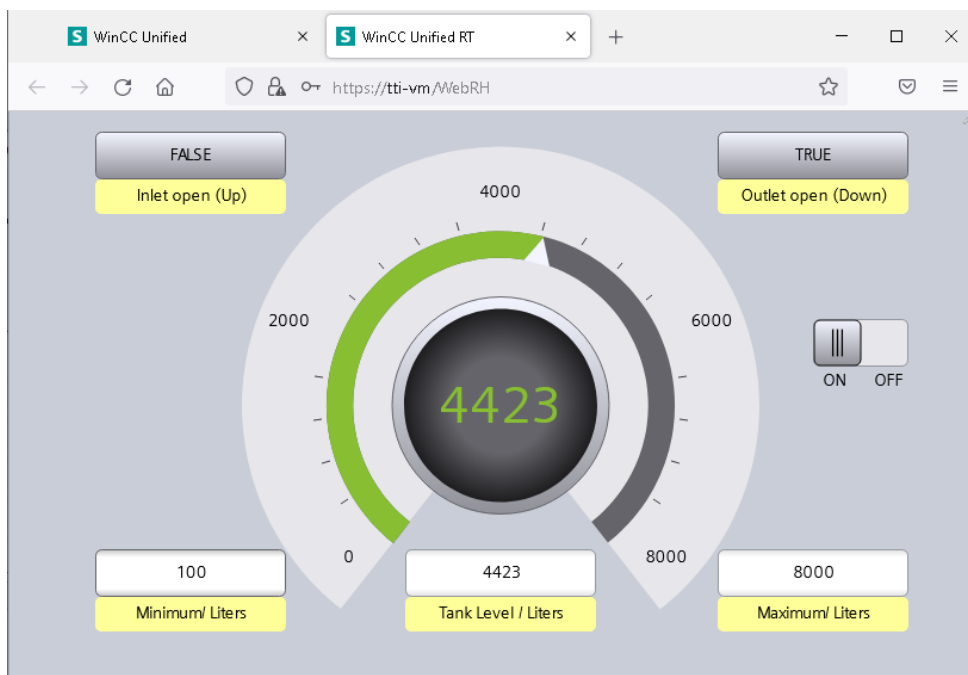 WinCC Unified
WinCC Unified RT
https://tti-vm/WebRH
FALSE
Inlet open (Up)
TRUE
Outlet open (Down)
4000
2000
6000
ON OFF
4423
0
8000
100
Minimum/ Liters
4423
Tank Level / Liters
8000
Maximum/ Liters